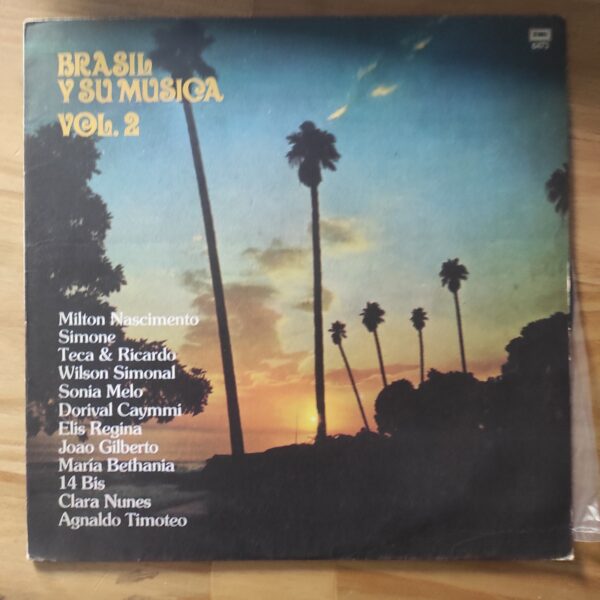 BRASIL
Y SU MUSICA
VOL. 2
EMI
6473
Milton Nascimento
Simone
Teca & Ricardo
Wilson Simonal
Sonia Melo
Dorival Caymmi
Elis Regina
Joao Gilberto
María Bethania
14 Bis
Clara Nunes
Agnaldo Timoteo